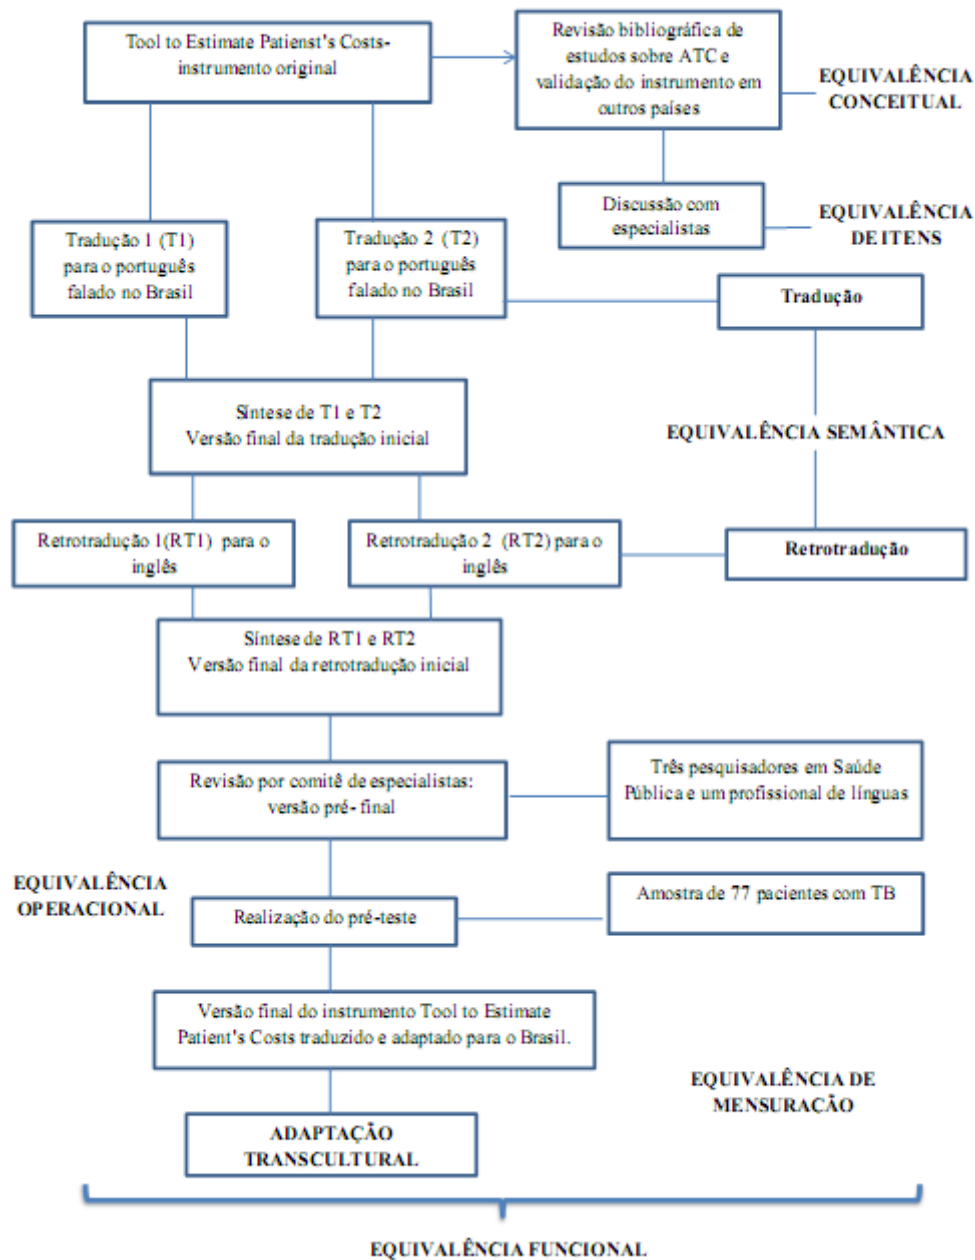 Tool to Estimate Patienst's Costs-
instrumento original
Revisão bibliográfica de
estudos sobre ATC e
validação do instrumento em
outros países
EQUIVALÊNCIA
CONCEITUAL
Discussão com
especialistas
EQUIVALÊNCIA
DE ITENS
Tradução 1 (T1)
para o português
falado no Brasil
Tradução 2 (T2)
para o português
falado no Brasil
Tradução
Síntese de T1 e T2
Versão final da tradução inicial
EQUIVALÊNCIA SEMÂNTICA
Retrotradução 1(RT1) para o
inglês
Retrotradução 2 (RT2) para o
inglês
Retrotradução
Síntese de RT1 e RT2
Versão final da retrotradução inicial
Revisão por comitê de especialistas:
versão pré- final
Três pesquisadores em Saúde
Pública e um profissional de línguas
EQUIVALÊNCIA
OPERACIONAL
Realização do pré-teste
Amostra de 77 pacientes com TB
Versão final do instrumento Tool to Estimate
Patient's Costs traduzido e adaptado para o Brasil.
EQUIVALÊNCIA DE
MENSURAÇÃO
ADAPTAÇÃO
TRANSCULTURAL
EQUIVALÊNCIA FUNCIONAL